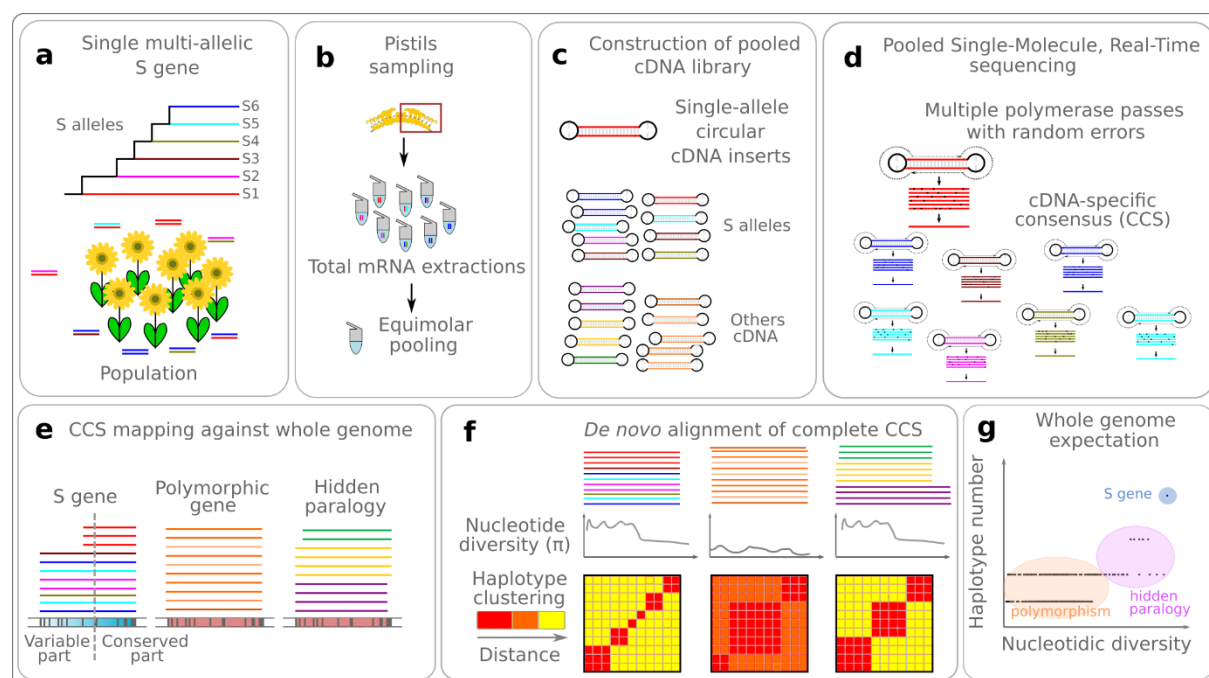 a
Single multi-allelic
S gene
S alleles
S6
S5
S4
S3
S2
S1
Population
b
Pistils
sampling
Total mRNA extractions
Equimolar
pooling
c
Construction of pooled
cDNA library
Single-allele
circular
cDNA inserts
S alleles
Others
cDNA
d
Pooled Single-Molecule, Real-Time
sequencing
Multiple polymerase passes
with random errors
cDNA-specific
consensus (CCS)
e
CCS mapping against whole genome
S gene
Polymorphic
gene
Hidden
paralogy
Variable
part
Conserved
part
f
De novo alignment of complete CCS
Nucleotide
diversity (π)
Haplotype
clustering
Distance
g
Whole genome
expectation
Haplotype number
S gene
polymorphism
hidden
paralogy
Nucleotidic diversity